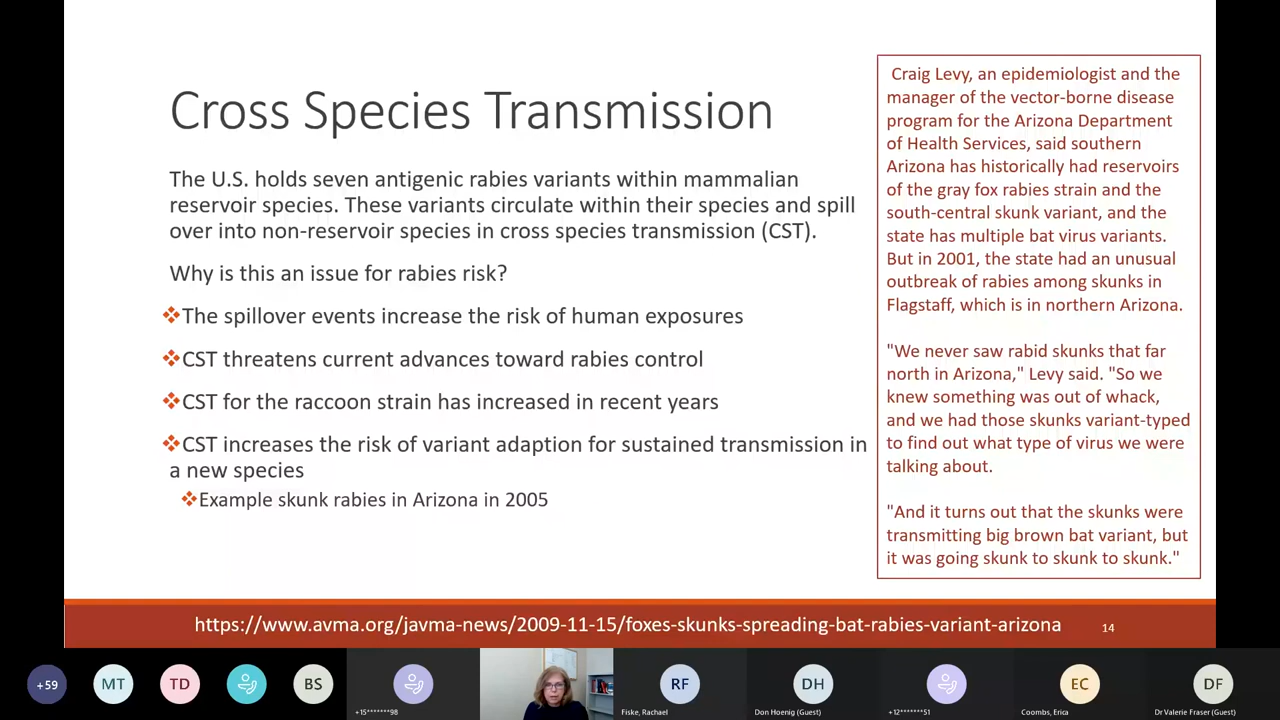 Cross Species Transmission
The U.S. holds seven antigenic rabies variants within mammalian
reservoir species. These variants circulate within their species and spill
over into non-reservoir species in cross species transmission (CST).
Why is this an issue for rabies risk?
The spillover events increase the risk of human exposures
CST threatens current advances toward rabies control
CST for the raccoon strain has increased in recent years
CST increases the risk of variant adaption for sustained transmission in
a new species
Example skunk rabies in Arizona in 2005
Craig Levy, an epidemiologist and the
manager of the vector-borne disease
program for the Arizona Department
of Health Services, said southern
Arizona has historically had reservoirs
of the gray fox rabies strain and the
south-central skunk variant, and the
state has multiple bat virus variants.
But in 2001, the state had an unusual
outbreak of rabies among skunks in
Flagstaff, which is in northern Arizona.
"We never saw rabid skunks that far
north in Arizona," Levy said. "So we
knew something was out of whack,
and we had those skunks variant-typed
to find out what type of virus we were
talking about.
"And it turns out that the skunks were
transmitting big brown bat variant, but
it was going skunk to skunk to skunk."
https://www.avma.org/javma-news/2009-11-15/foxes-skunks-spreading-bat-rabies-variant-arizona
14
+59
MT
TD
BS
+15*******98
RF
Fiske, Rachael
DH
Don Hoenig (Guest)
+12*******51
EC
Coombs, Erica
DF
Dr Valerie Fraser (Guest)